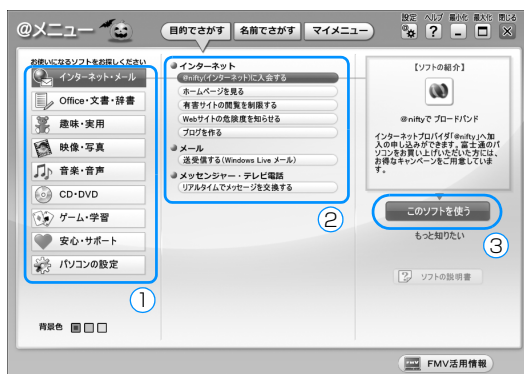 @メニュー
目的でさがす 名前でさがす マイメニュー
設定 ヘルプ 最小化 最大化 閉じる
お使いになるソフトをお探しください
インターネット・メール
Office・文書・辞書
趣味・実用
映像・写真
音楽・音声
CD・DVD
ゲーム・学習
安心・サポート
パソコンの設定
①
背景色
インターネット
@nifty(インターネット)に入会する
ホームページを見る
有害サイトの閲覧を制限する
Webサイトの危険度を知らせる
ブログを作る
メール
送受信する(Windows Live メール)
メッセンジャー・テレビ電話
リアルタイムでメッセージを交換する
②
【ソフトの紹介】
@niftyで ブロードバンド
インターネットプロバイダ「@nifty」へ加
入の申し込みができます。富士通のパ
ソコンをお買い上げいただいた方には、
お得なキャンペーンをご用意していま
す。
このソフトを使う
③
もっと知りたい
ソフトの説明書
FMV FMV活用情報